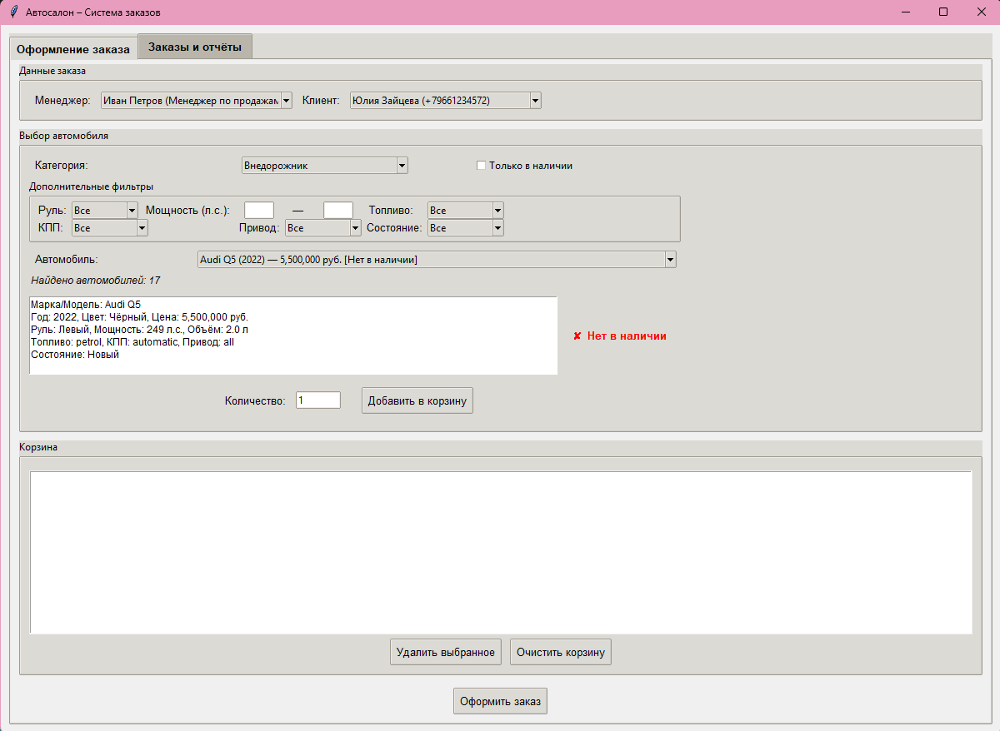 Автосалон – Система заказов
Оформление заказа Заказы и отчёты
Данные заказа
Менеджер: Иван Петров (Менеджер по продажам Клиент: Юлия Зайцева (+79661234572)
Выбор автомобиля
Категория: Внедорожник Только в наличии
Дополнительные фильтры
Руль: Все Мощность (л.с.): — Топливо: Все
КПП: Все Привод: Все Состояние: Все
Автомобиль: Audi Q5 (2022) — 5,500,000 руб. [Нет в наличии]
Найдено автомобилей: 17
Марка/Модель: Audi Q5
Год: 2022, Цвет: Чёрный, Цена: 5,500,000 руб.
Руль: Левый, Мощность: 249 л.с., Объём: 2.0 л
Топливо: petrol, КПП: automatic, Привод: all
Состояние: Новый
✘ Нет в наличии
Количество: 1 Добавить в корзину
Корзина
Удалить выбранное Очистить корзину
Оформить заказ